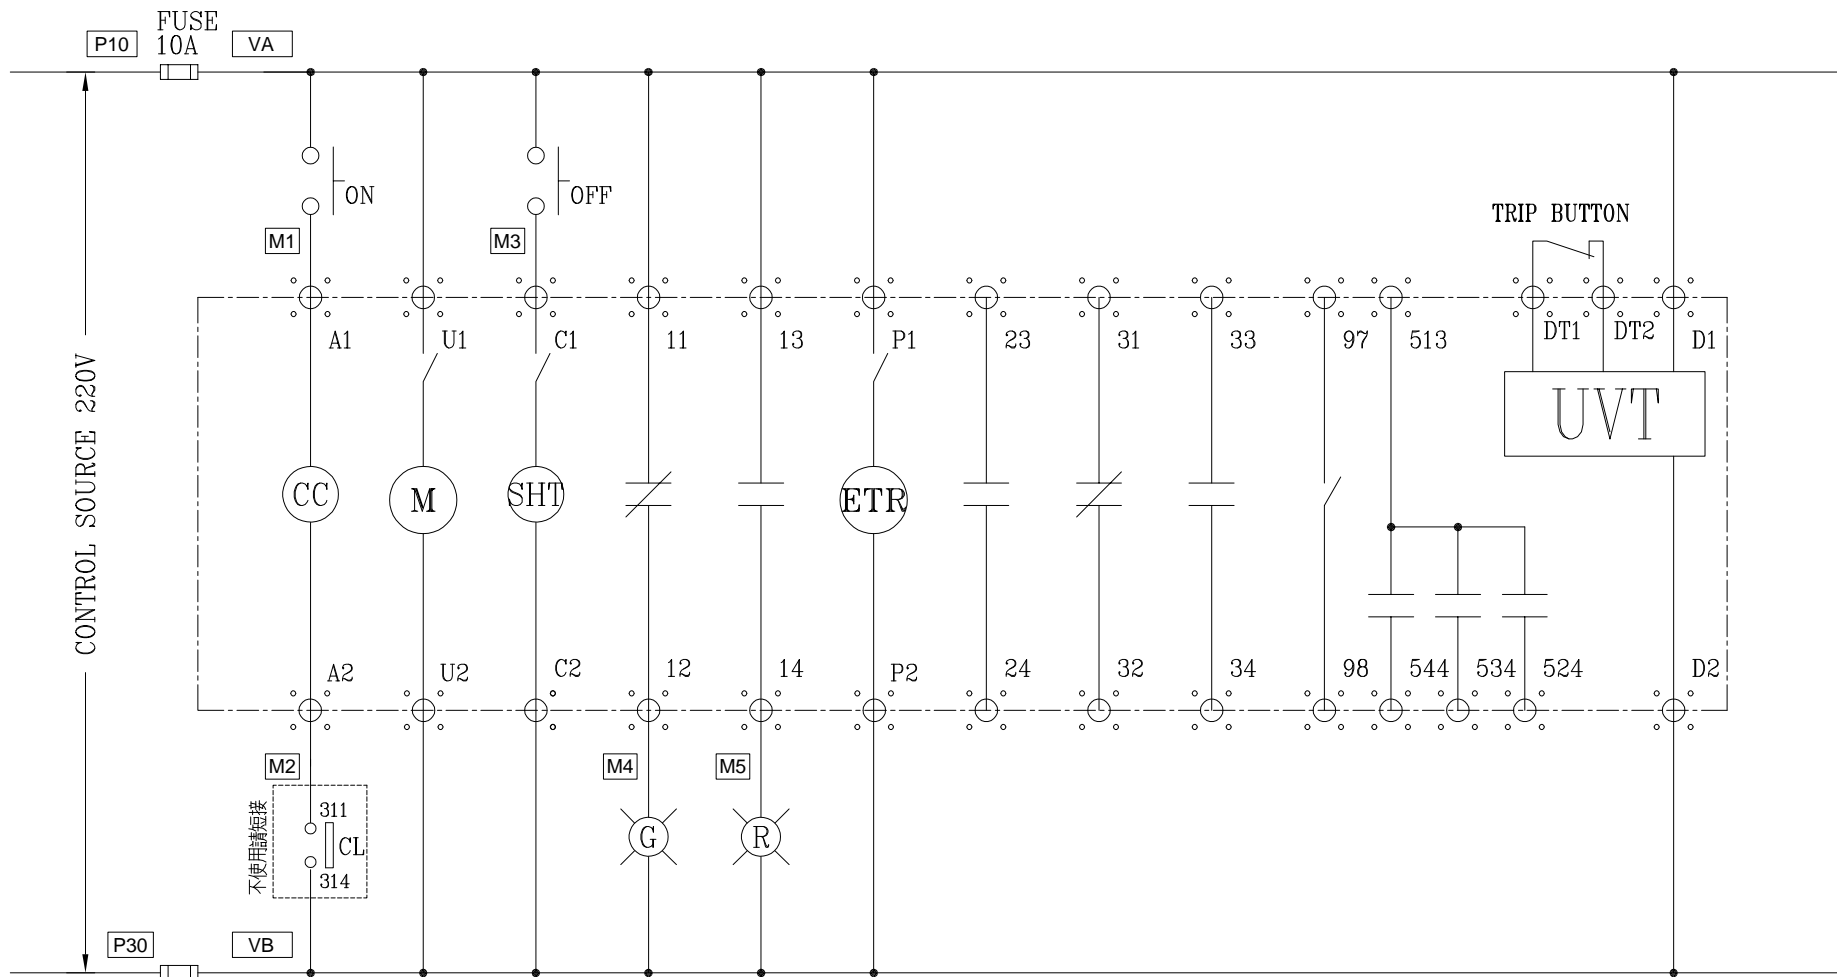 FUSE
P10
10A
VA
ON
OFF
M1
M3
TRIP BUTTON
A1
U1
C1
11
13
P1
23
31
33
97
513
DT1
DT2
D1
UVT
CONTROL SOURCE 220V
CC
M
SHT
ETR
A2
U2
C2
12
14
P2
24
32
34
98
544
534
524
D2
M2
M4
M5
不使用請短接
311
CL
314
G
R
P30
VB